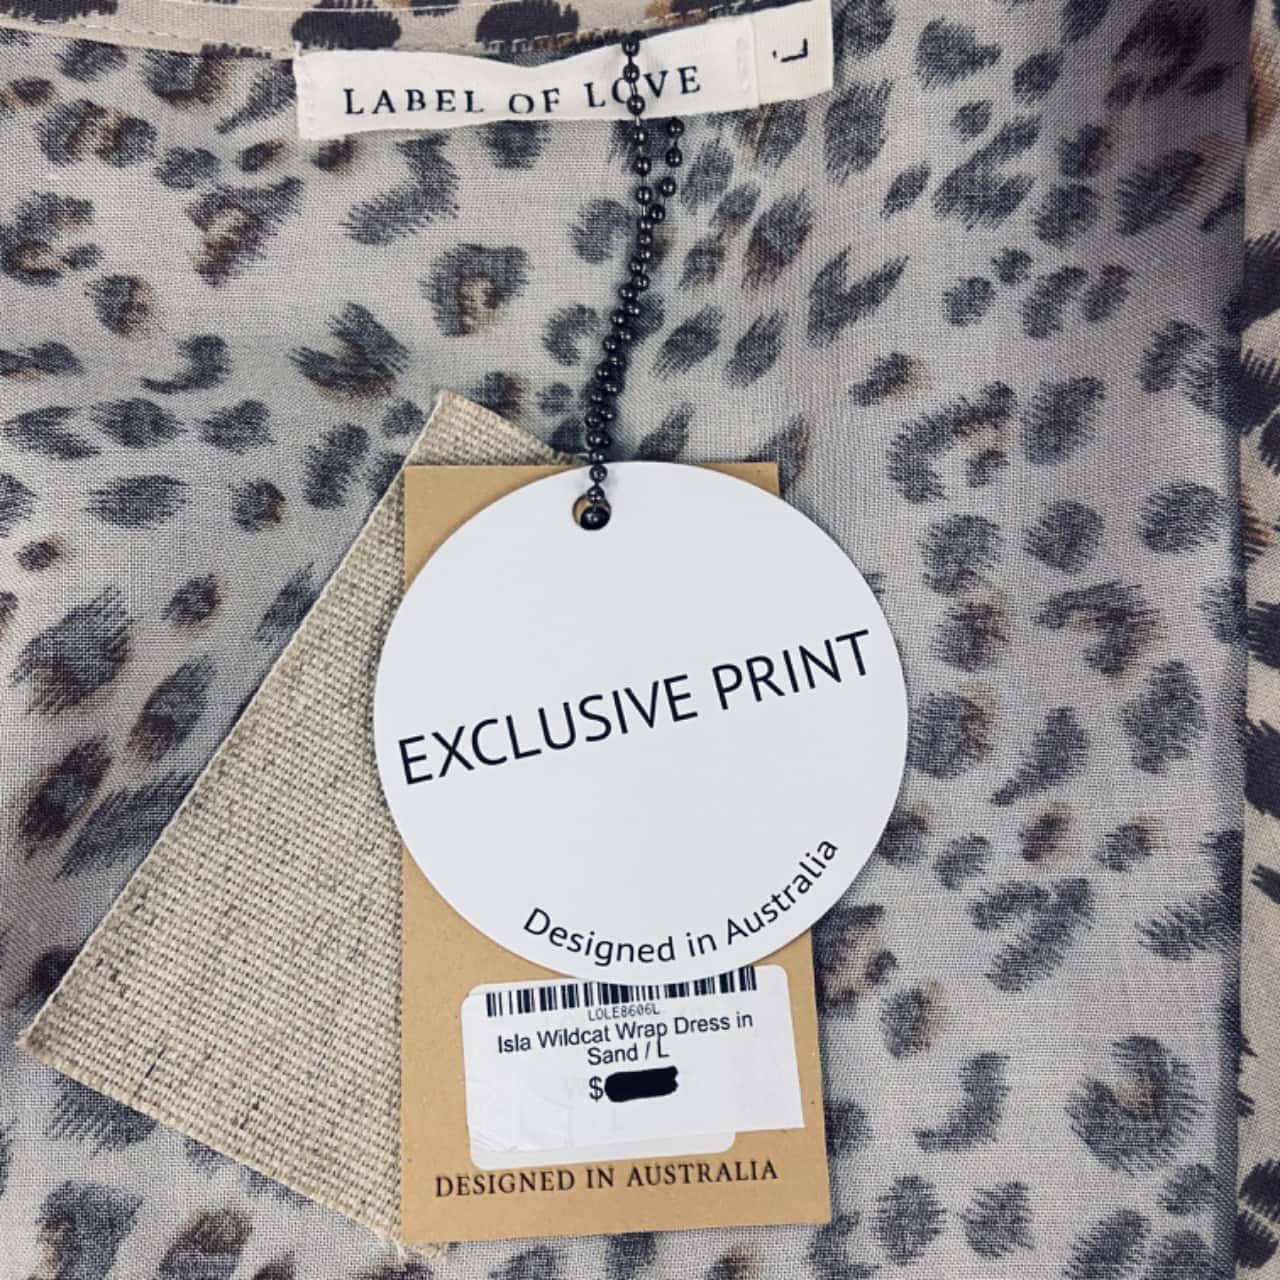 LABEL OF LOVE
L
EXCLUSIVE PRINT
Designed in Australia
LOLE8606L
Isla Wildcat Wrap Dress in
Sand / L
$
DESIGNED IN AUSTRALIA